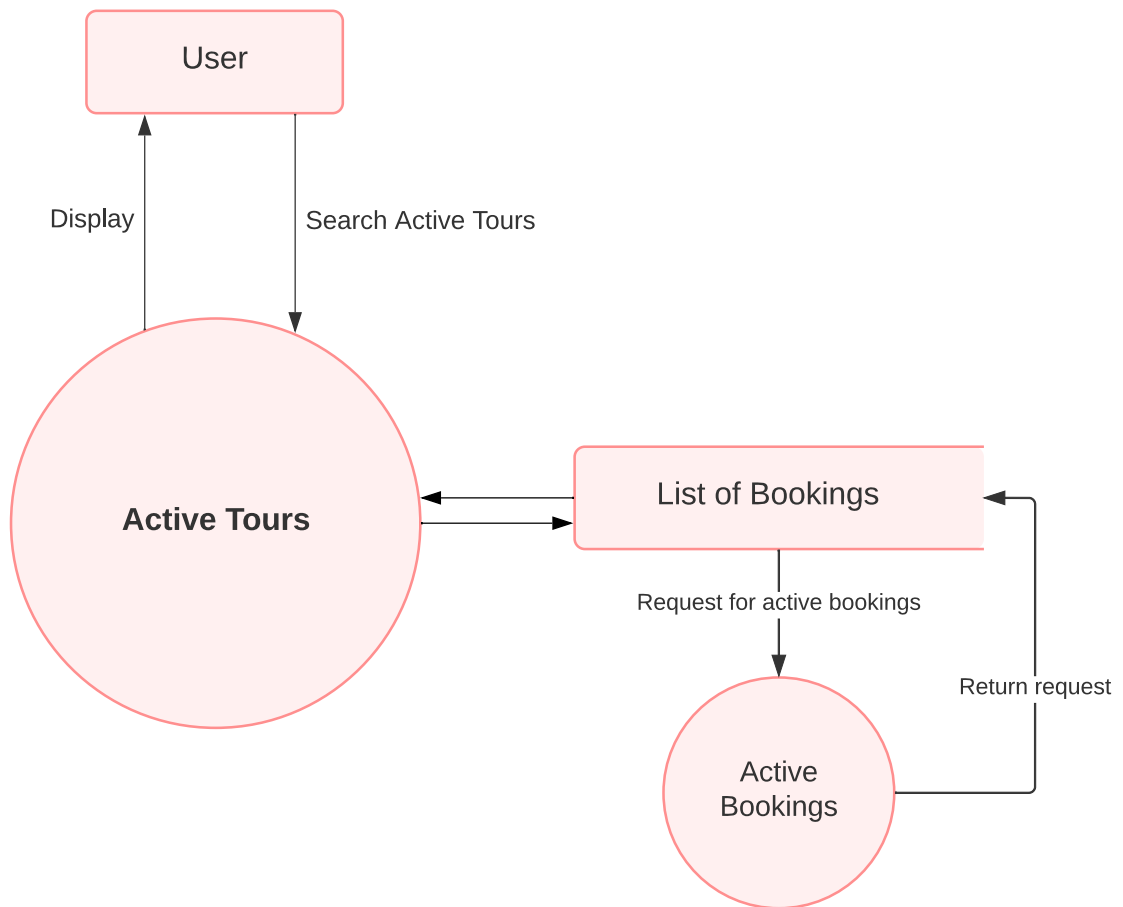 User
Display
Search Active Tours
Active Tours
List of Bookings
Request for active bookings
Return request
Active
Bookings